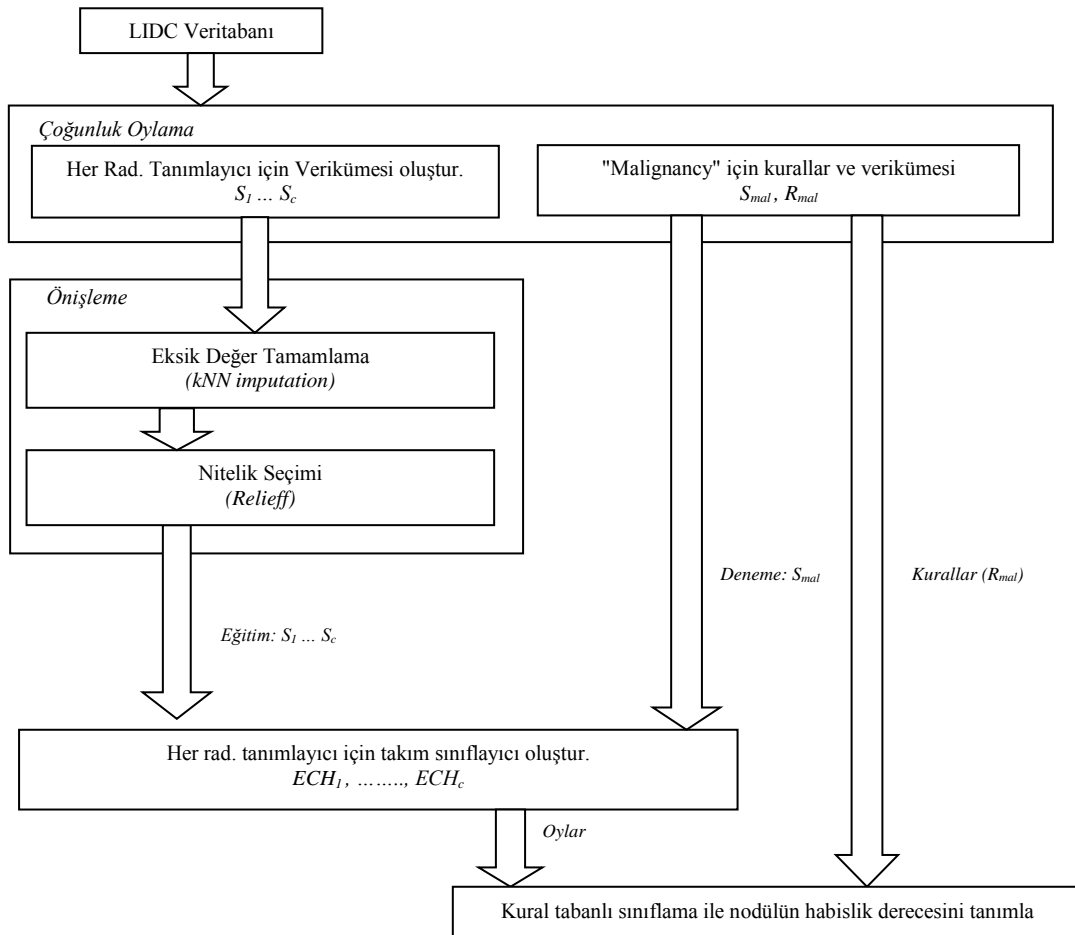 LIDC Veritabanı
Çoğunluk Oylama
Her Rad. Tanımlayıcı için Verikümesi oluştur.
S1 ... Sc
"Malignancy" için kurallar ve verikümesi
Smal , Rmal
Önişleme
Eksik Değer Tamamlama
(kNN imputation)
Nitelik Seçimi
(Relieff)
Deneme: Smal
Kurallar (Rmal)
Eğitim: S1 ... Sc
Her rad. tanımlayıcı için takım sınıflayıcı oluştur.
ECH1 , …….., ECHc
Oylar
Kural tabanlı sınıflama ile nodülün habislik derecesini tanımla